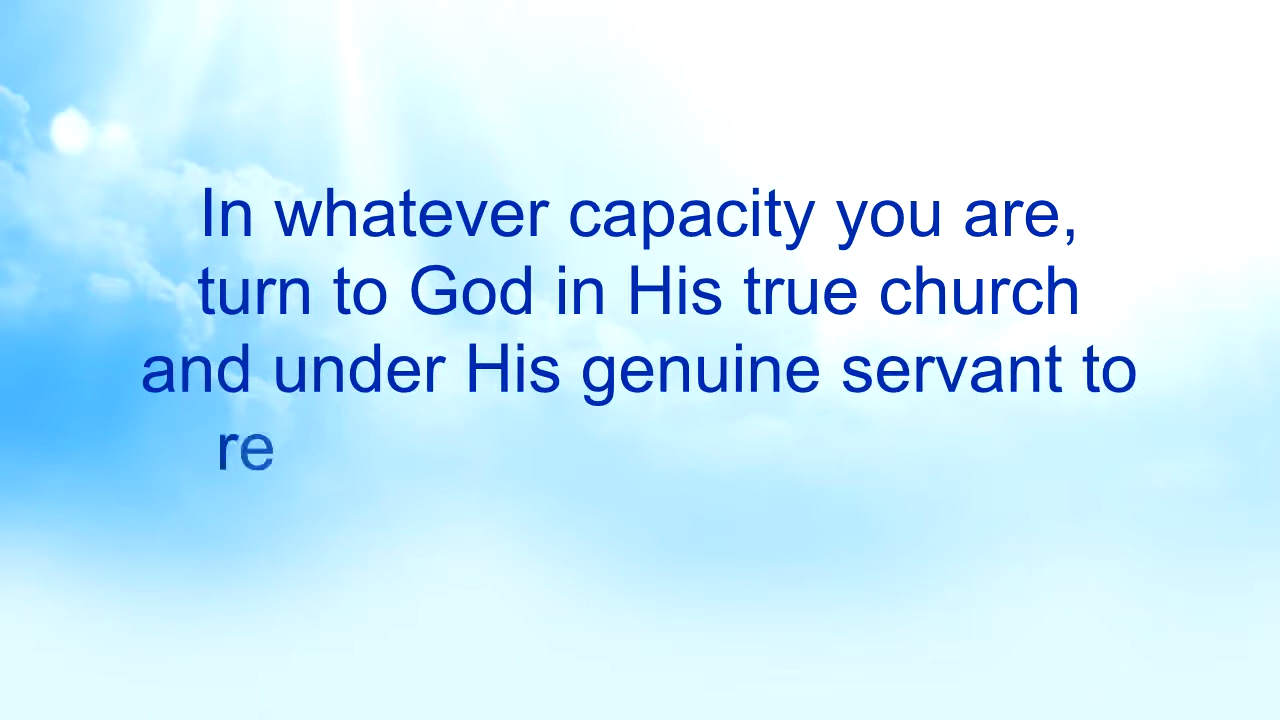 In whatever capacity you are,
turn to God in His true church
and under His genuine servant to
re